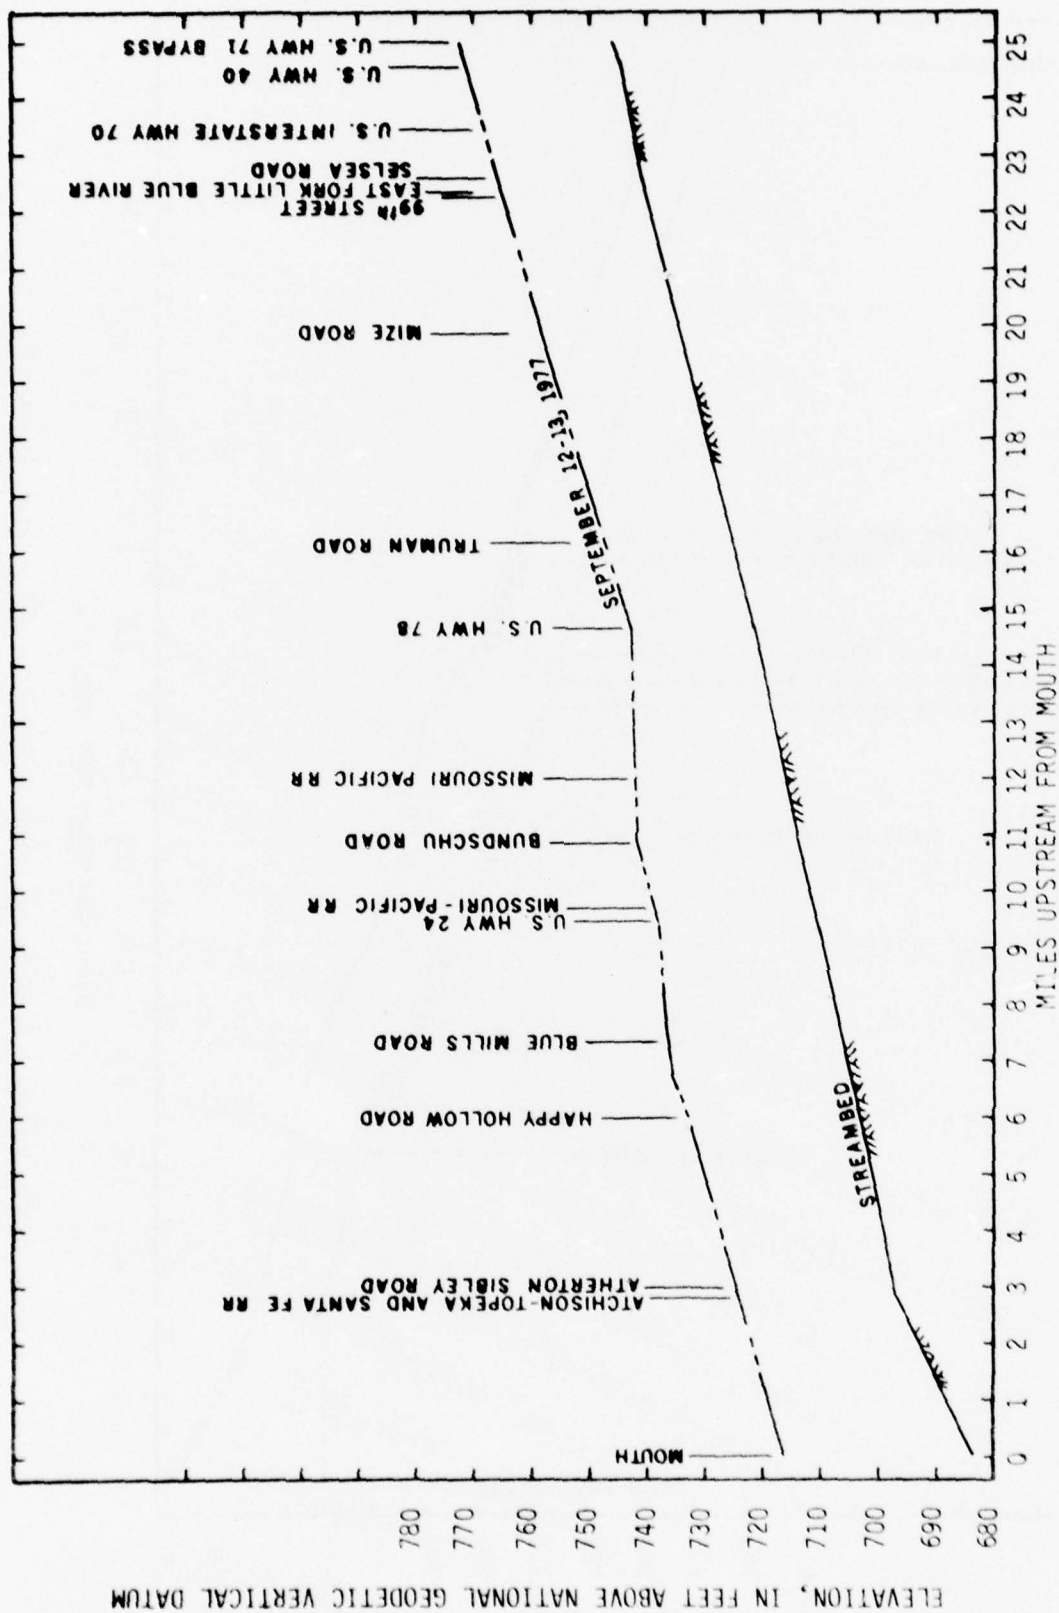 ELEVATION, IN FEET ABOVE NATIONAL GEODETIC VERTICAL DATUM
780
770
760
750
740
730
720
710
700
690
680
MOUTH
ATCHISON-TOPEKA AND SANTA FE RR
ATHERTON SIBLEY ROAD
HAPPY HOLLOW ROAD
BLUE MILLS ROAD
U.S. HWY 24
MISSOURI-PACIFIC RR
BUNDSCHU ROAD
MISSOURI PACIFIC RR
U.S. HWY 78
TRUMAN ROAD
MIZE ROAD
99th STREET
EAST FORK LITTLE BLUE RIVER
SELSEA ROAD
U.S. INTERSTATE HWY 70
U.S. HWY 40
U.S. HWY 71 BYPASS
SEPTEMBER 12-13, 1977
STREAMBED
0 1 2 3 4 5 6 7 8 9 10 11 12 13 14 15 16 17 18 19 20 21 22 23 24 25
MILES UPSTREAM FROM MOUTH